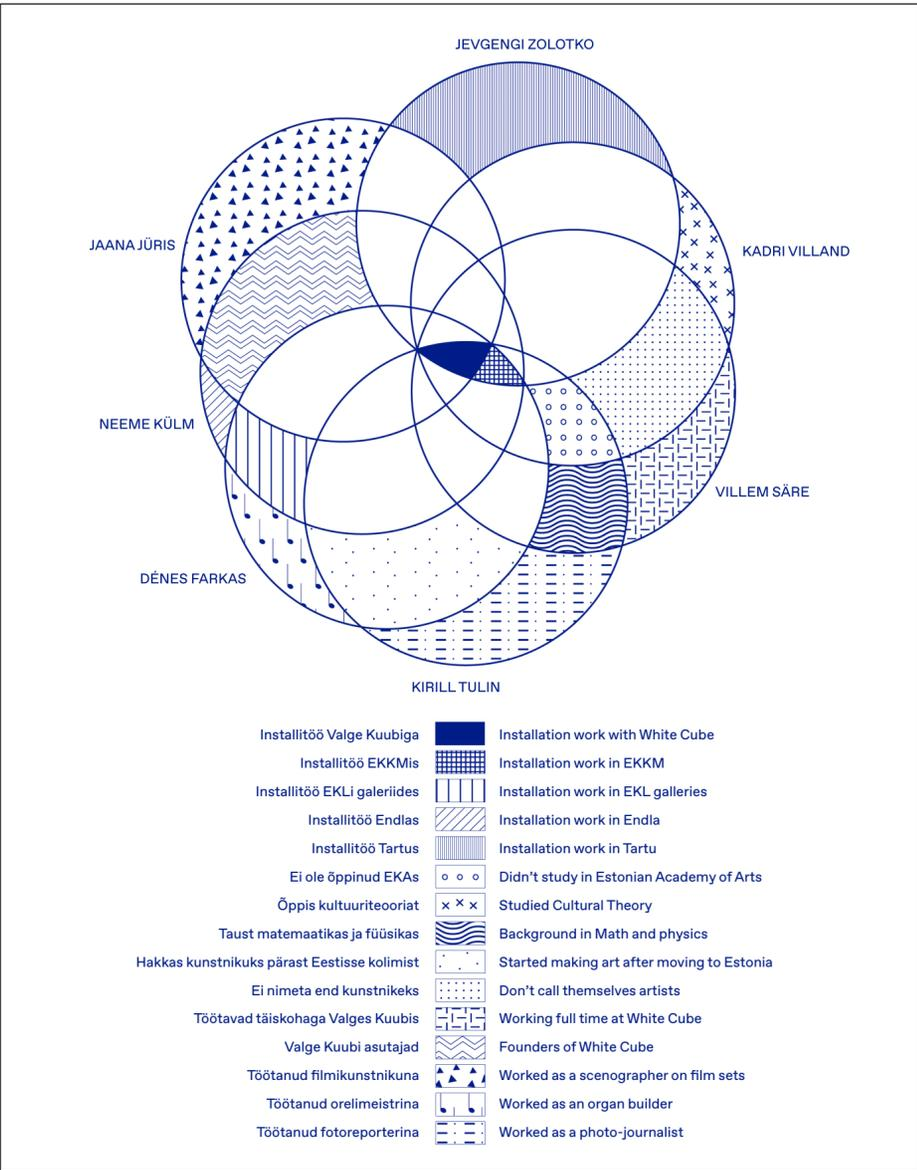 JEVGENGI ZOLOTKO
JAANA JÜRIS
KADRI VILLAND
NEEME KÜLM
VILLEM SÄRE
DÉNES FARKAS
KIRILL TULIN
Installitöö Valge Kuubiga Installation work with White Cube
Installitöö EKKMis Installation work in EKKM
Installitöö EKLi galeriides Installation work in EKL galleries
Installitöö Endlas Installation work in Endla
Installitöö Tartus Installation work in Tartu
Ei ole õppinud EKAs Didn't study in Estonian Academy of Arts
Õppis kultuuriteooriat Studied Cultural Theory
Taust matemaatikas ja füüsikas Background in Math and physics
Hakkas kunstnikuks pärast Eestisse kolimist Started making art after moving to Estonia
Ei nimeta end kunstnikeks Don't call themselves artists
Töötavad täiskohaga Valges Kuubis Working full time at White Cube
Valge Kuubi asutajad Founders of White Cube
Töötanud filmikunstnikuna Worked as a scenographer on film sets
Töötanud orelimeistrina Worked as an organ builder
Töötanud fotoreporterina Worked as a photo-journalist